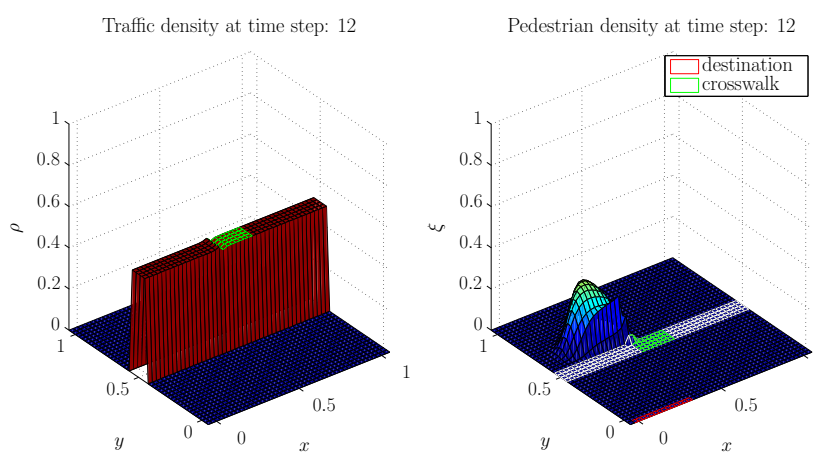 Traffic density at time step: 12
1
0.8
0.6
0.4
0.2
0
ρ
1
0.5
0
y
0
0.5
1
x
Pedestrian density at time step: 12
destination
crosswalk
1
0.8
0.6
0.4
0.2
0
ξ
1
0.5
0
y
0
0.5
x